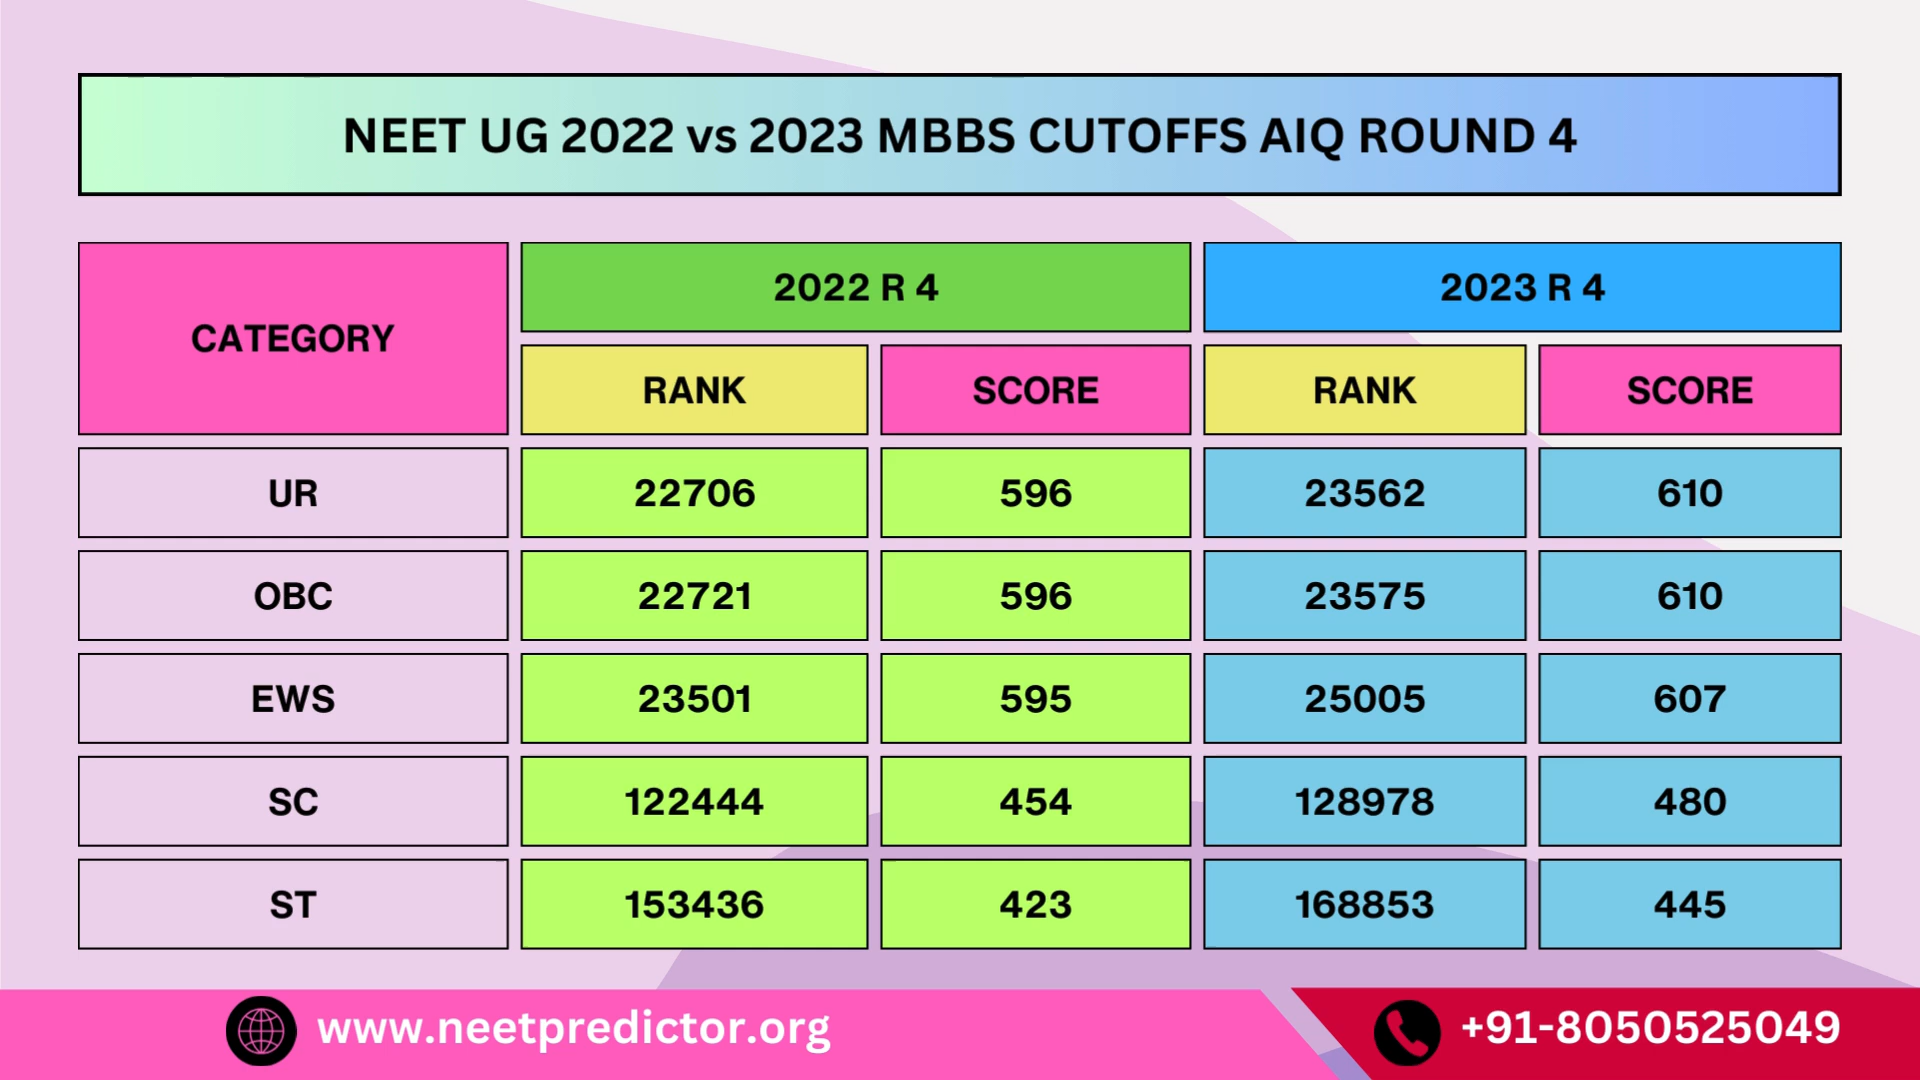 NEET UG 2022 vs 2023 MBBS CUTOFFS AIQ ROUND 4
CATEGORY 2022 R 4 2023 R 4
RANK SCORE RANK SCORE
UR 22706 596 23562 610
OBC 22721 596 23575 610
EWS 23501 595 25005 607
SC 122444 454 128978 480
ST 153436 423 168853 445
www.neetpredictor.org +91-8050525049